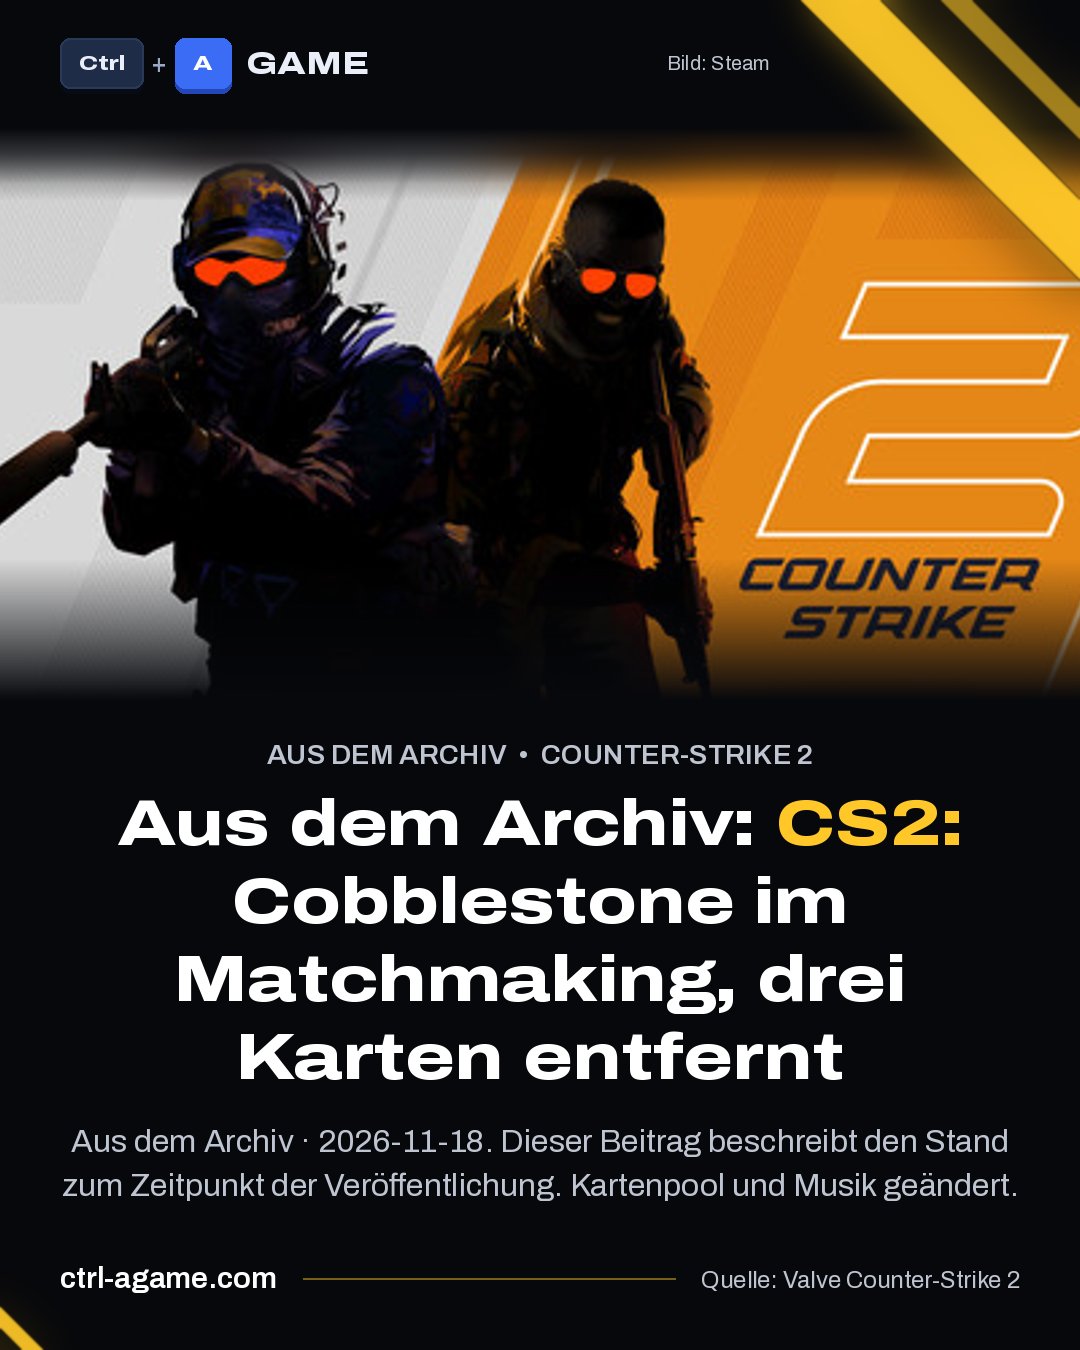 Ctrl + A GAME
Bild: Steam
2
COUNTER
STRIKE
AUS DEM ARCHIV • COUNTER-STRIKE 2
Aus dem Archiv: CS2:
Cobblestone im
Matchmaking, drei
Karten entfernt
Aus dem Archiv · 2026-11-18. Dieser Beitrag beschreibt den Stand
zum Zeitpunkt der Veröffentlichung. Kartenpool und Musik geändert.
ctrl-agame.com
Quelle: Valve Counter-Strike 2